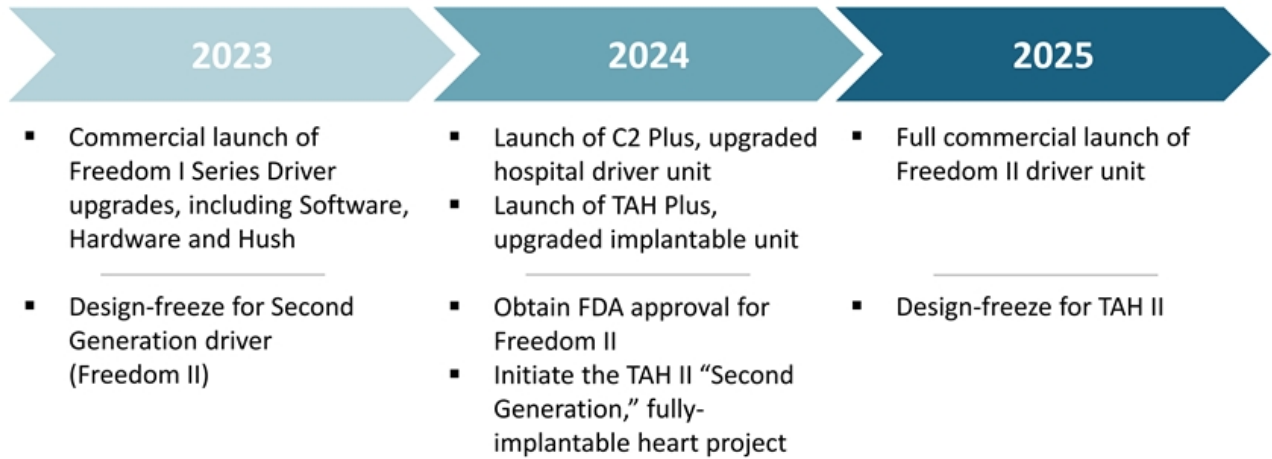 2023
Commercial launch of
Freedom I Series Driver
upgrades, including Software,
Hardware and Hush
Design-freeze for Second
Generation driver
(Freedom II)
2024
Launch of C2 Plus, upgraded
hospital driver unit
Launch of TAH Plus,
upgraded implantable unit
Obtain FDA approval for
Freedom II
Initiate the TAH II “Second
Generation,” fully-
implantable heart project
2025
Full commercial launch of
Freedom II driver unit
Design-freeze for TAH II